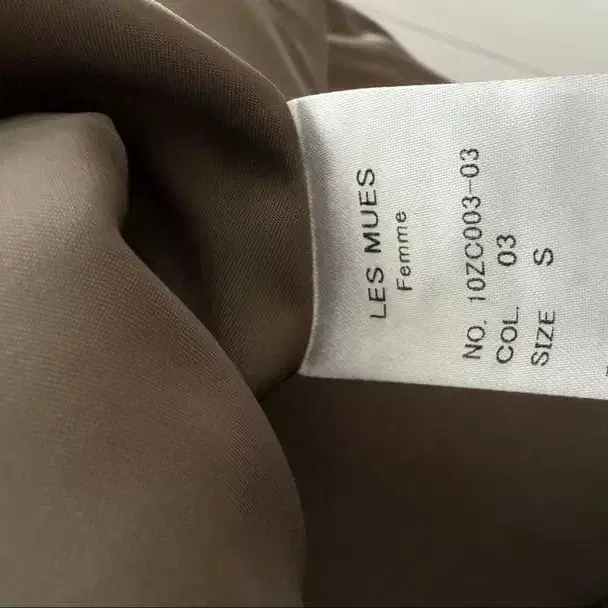 LES MUES
Femme
NO. 10ZC003-03
COL. 03
SIZE S